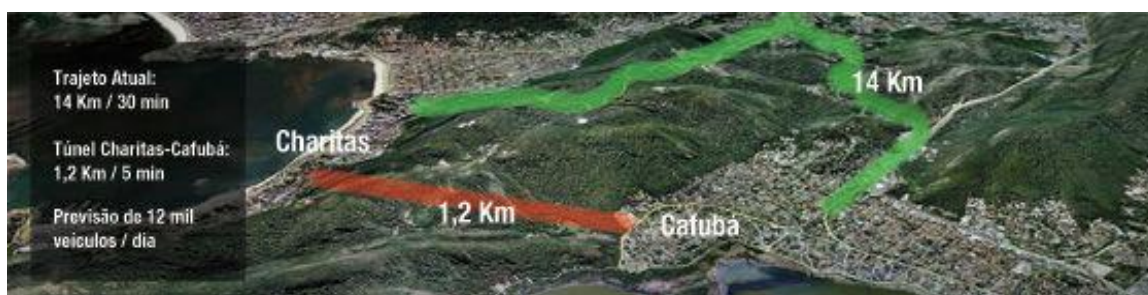 Trajeto Atual:
14 Km / 30 min
Túnel Charitas-Cafubá:
1,2 Km / 5 min
Previsão de 12 mil
veiculos / dia
Charitas
14 Km
1,2 Km
Cafubá